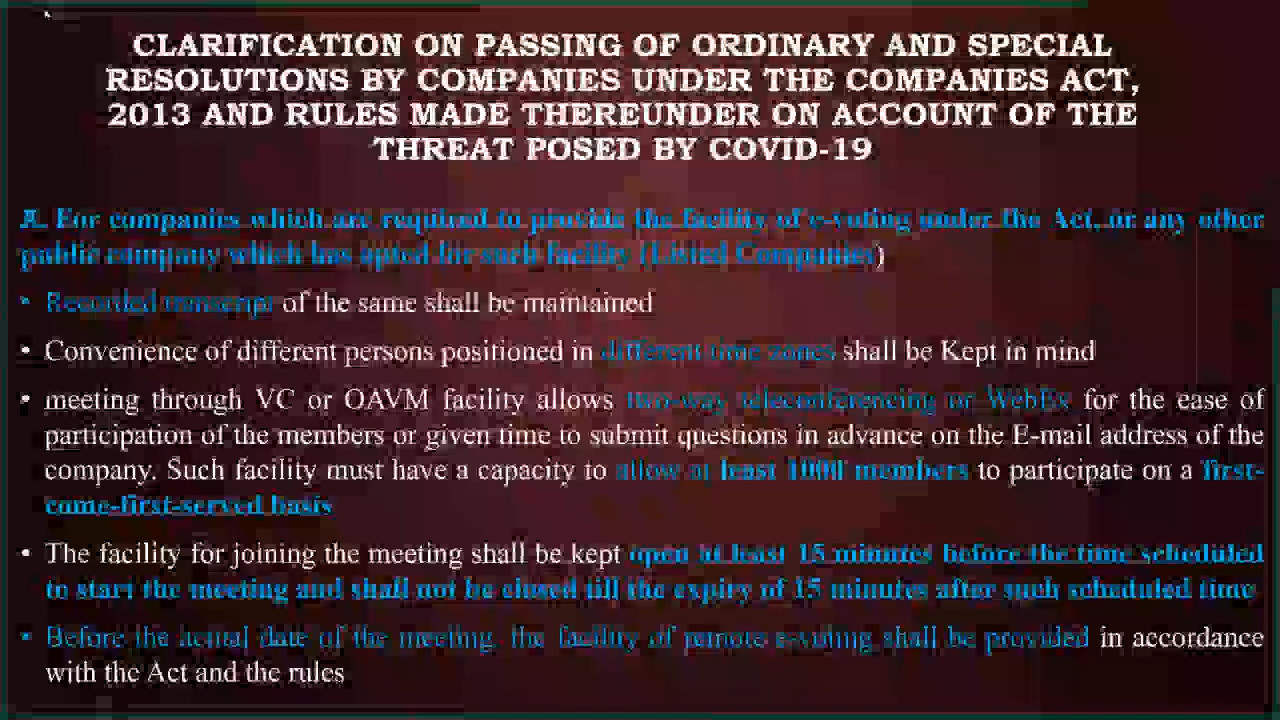 CLARIFICATION ON PASSING OF ORDINARY AND SPECIAL
RESOLUTIONS BY COMPANIES UNDER THE COMPANIES ACT,
2013 AND RULES MADE THEREUNDER ON ACCOUNT OF THE
THREAT POSED BY COVID-19
A. For companies which are required to provide the facility of e-voting under the Act, or any other
public company which has opted for such facility (Listed Companies)
• Recorded transcript of the same shall be maintained
• Convenience of different persons positioned in different time zones shall be Kept in mind
• meeting through VC or OAVM facility allows two-way teleconferencing or WebEx for the ease of
participation of the members or given time to submit questions in advance on the E-mail address of the
company. Such facility must have a capacity to allow at least 1000 members to participate on a first-
come-first-served basis
• The facility for joining the meeting shall be kept open at least 15 minutes before the time scheduled
to start the meeting and shall not be closed till the expiry of 15 minutes after such scheduled time
• Before the actual date of the meeting, the facility of remote e-voting shall be provided in accordance
with the Act and the rules